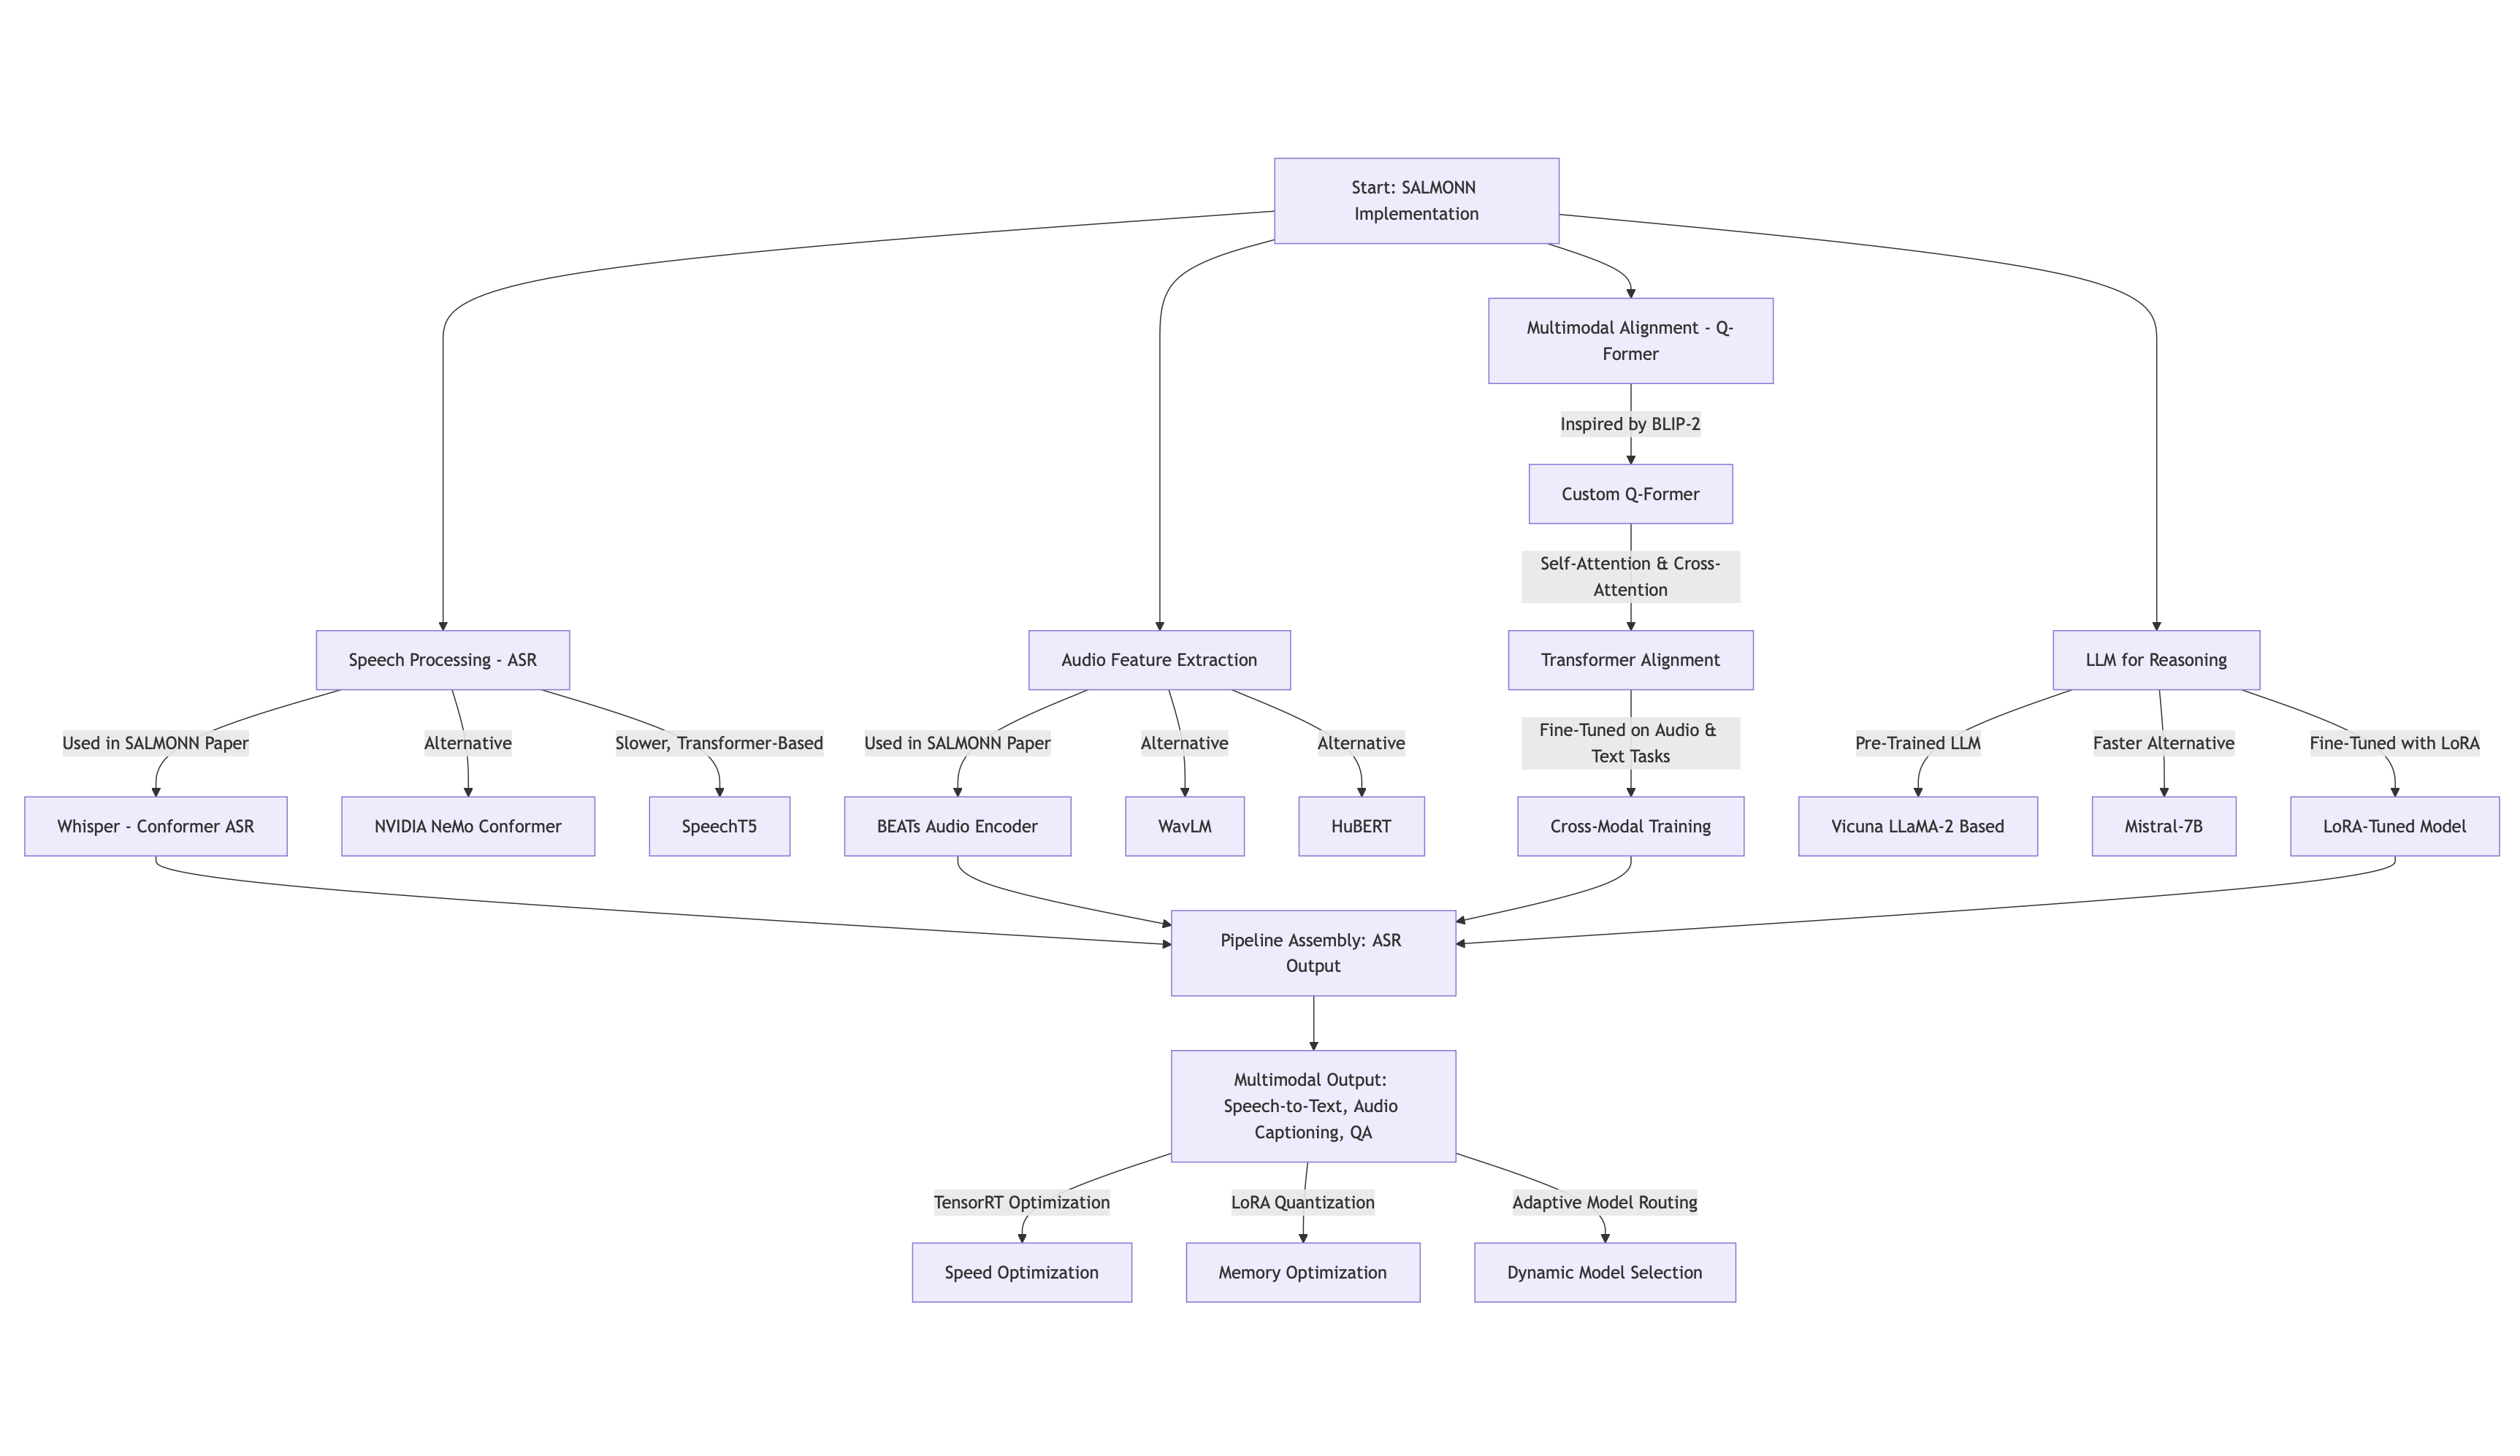 Start: SALMONN
Implementation
Multimodal Alignment - Q-
Former
Inspired by BLIP-2
Custom Q-Former
Self-Attention & Cross-
Attention
Speech Processing - ASR
Audio Feature Extraction
Transformer Alignment
LLM for Reasoning
Used in SALMONN Paper
Alternative
Slower, Transformer-Based
Used in SALMONN Paper
Alternative
Alternative
Fine-Tuned on Audio &
Text Tasks
Pre-Trained LLM
Faster Alternative
Fine-Tuned with LoRA
Whisper - Conformer ASR
NVIDIA NeMo Conformer
SpeechT5
BEATs Audio Encoder
WavLM
HuBERT
Cross-Modal Training
Vicuna LLaMA-2 Based
Mistral-7B
LoRA-Tuned Model
Pipeline Assembly: ASR
Output
Multimodal Output:
Speech-to-Text, Audio
Captioning, QA
TensorRT Optimization
LoRA Quantization
Adaptive Model Routing
Speed Optimization
Memory Optimization
Dynamic Model Selection